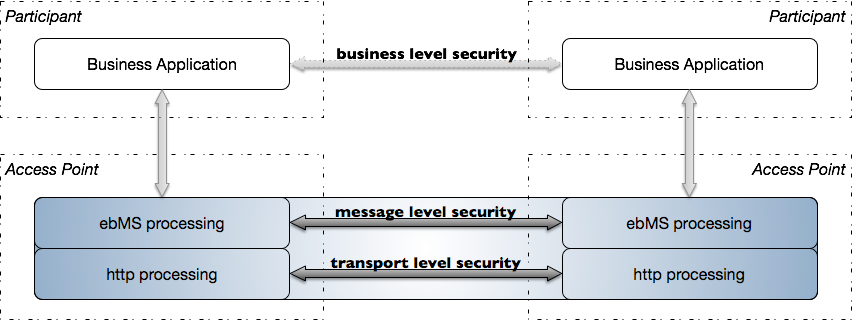 Participant
Participant
business level security
Business Application
Business Application
Access Point
Access Point
message level security
ebMS processing
ebMS processing
transport level security
http processing
http processing